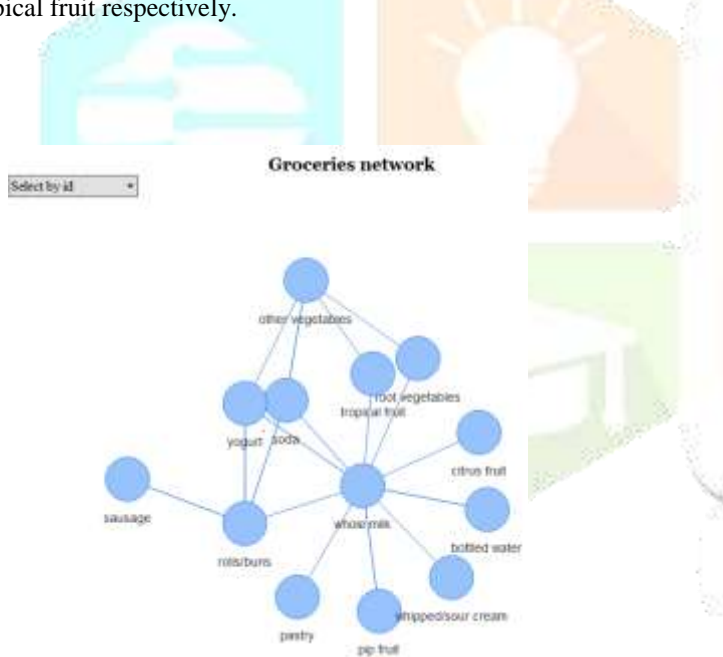 pical fruit respectively.
Groceries network
Select by id
other vegetables
root vegetables
tropical fruit
yogurt
soda
citrus fruit
sausage
whole milk
bottled water
rolls/buns
whipped/sour cream
pastry
pip fruit